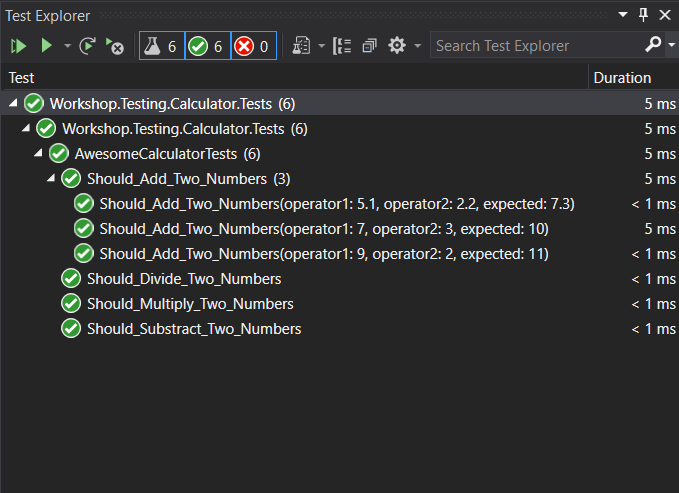 Test Explorer
6 6 0 Search Test Explorer
Test Duration
Workshop.Testing.Calculator.Tests (6) 5 ms
Workshop.Testing.Calculator.Tests (6) 5 ms
AwesomeCalculatorTests (6) 5 ms
Should_Add_Two_Numbers (3) 5 ms
Should_Add_Two_Numbers(operator1: 5.1, operator2: 2.2, expected: 7.3) < 1 ms
Should_Add_Two_Numbers(operator1: 7, operator2: 3, expected: 10) 5 ms
Should_Add_Two_Numbers(operator1: 9, operator2: 2, expected: 11) < 1 ms
Should_Divide_Two_Numbers < 1 ms
Should_Multiply_Two_Numbers < 1 ms
Should_Substract_Two_Numbers < 1 ms